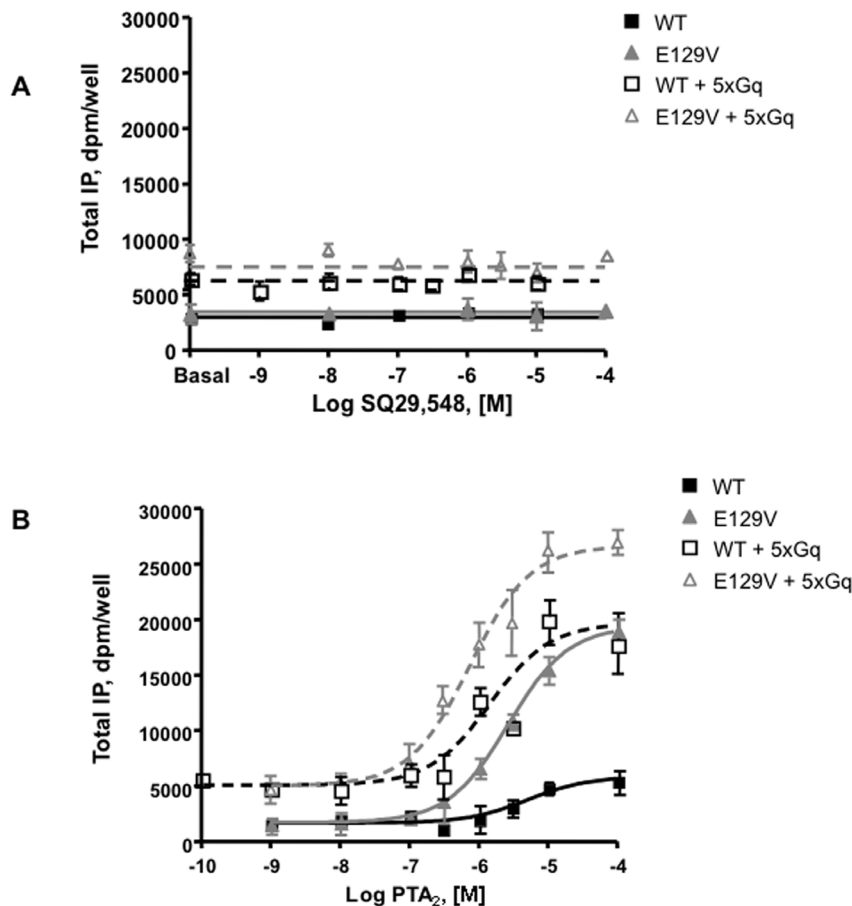 A
Total IP, dpm/well
30000
25000
20000
15000
10000
5000
0
Basal -9 -8 -7 -6 -5 -4
Log SQ29,548, [M]
WT
E129V
WT + 5xGq
E129V + 5xGq
B
Total IP, dpm/well
30000
25000
20000
15000
10000
5000
0
-10 -9 -8 -7 -6 -5 -4
Log PTA₂, [M]
WT
E129V
WT + 5xGq
E129V + 5xGq